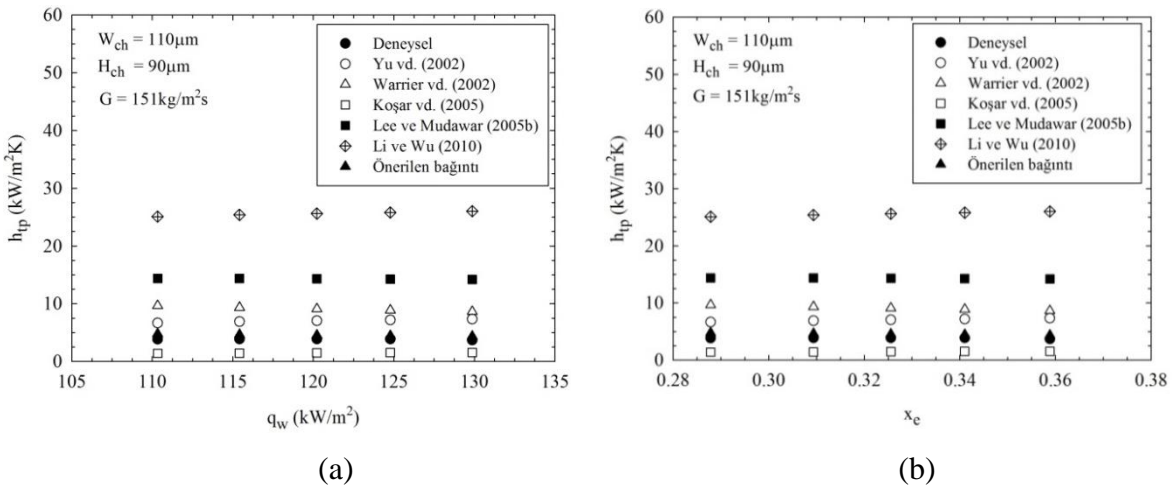 60
50
40
30
20
10
0
h_tp (kW/m²K)
W_ch = 110μm
H_ch = 90μm
G = 151kg/m²s
Deneysel
Yu vd. (2002)
Warrier vd. (2002)
Koşar vd. (2005)
Lee ve Mudawar (2005b)
Li ve Wu (2010)
Önerilen bağıntı
105 110 115 120 125 130 135
q_w (kW/m²)
(a)
60
50
40
30
20
10
0
h_tp (kW/m²K)
W_ch = 110μm
H_ch = 90μm
G = 151kg/m²s
Deneysel
Yu vd. (2002)
Warrier vd. (2002)
Koşar vd. (2005)
Lee ve Mudawar (2005b)
Li ve Wu (2010)
Önerilen bağıntı
0.28 0.30 0.32 0.34 0.36 0.38
x_e
(b)